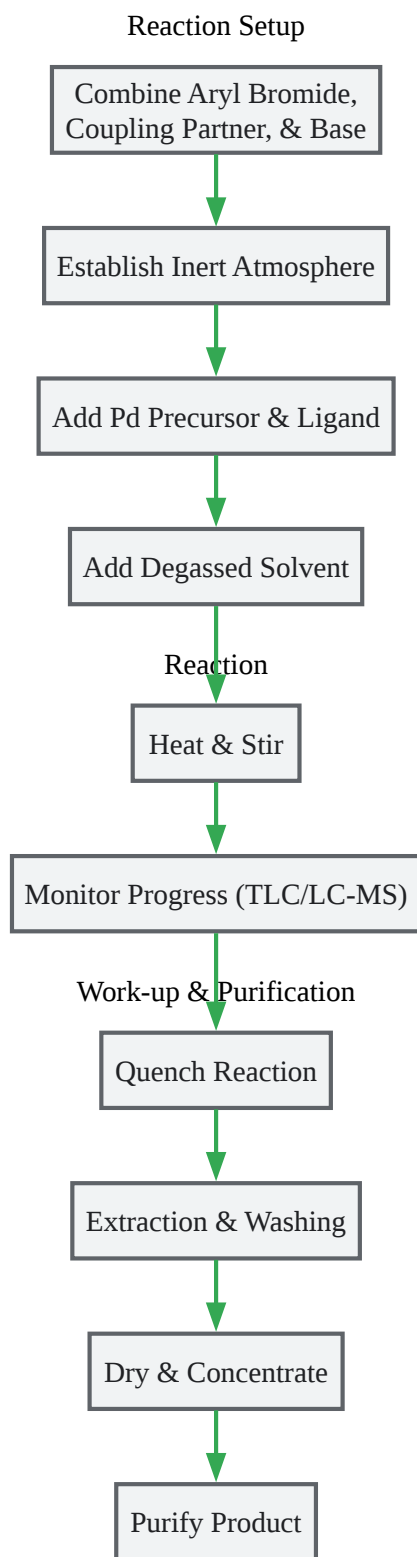 Reaction Setup
Combine Aryl Bromide,
Coupling Partner, & Base
Establish Inert Atmosphere
Add Pd Precursor & Ligand
Add Degassed Solvent
Reaction
Heat & Stir
Monitor Progress (TLC/LC-MS)
Work-up & Purification
Quench Reaction
Extraction & Washing
Dry & Concentrate
Purify Product